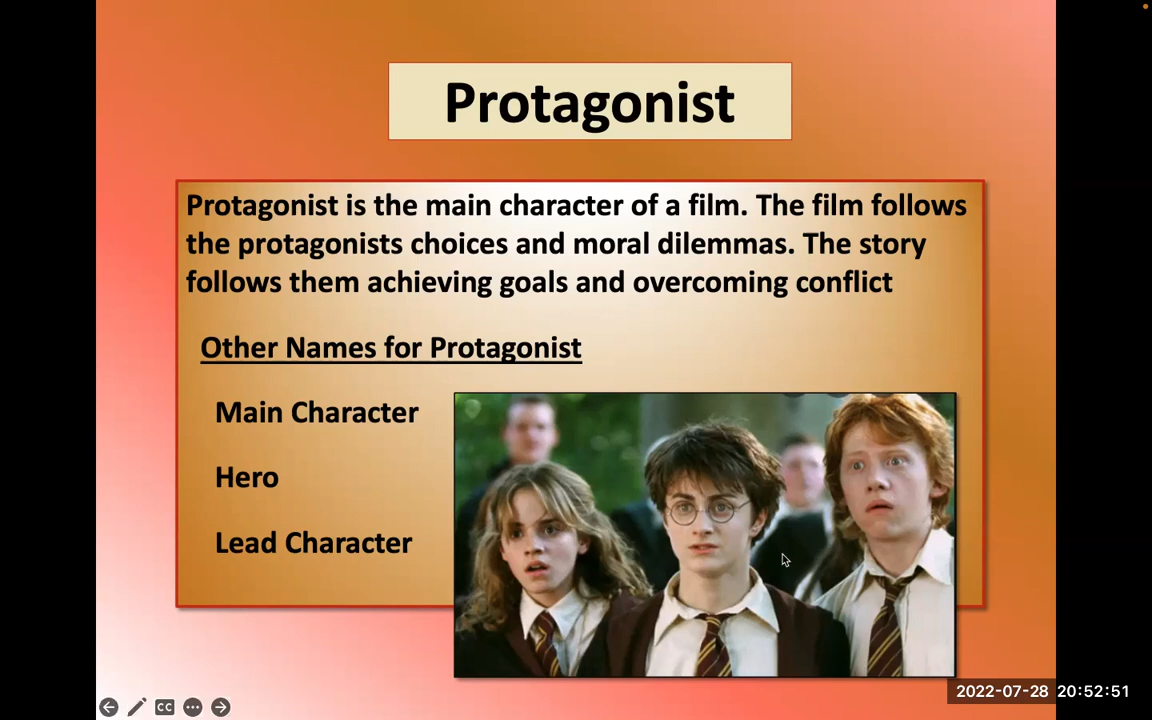 Protagonist
Protagonist is the main character of a film. The film follows
the protagonists choices and moral dilemmas. The story
follows them achieving goals and overcoming conflict
Other Names for Protagonist
Main Character
Hero
Lead Character
CC
2022-07-28 20:52:51